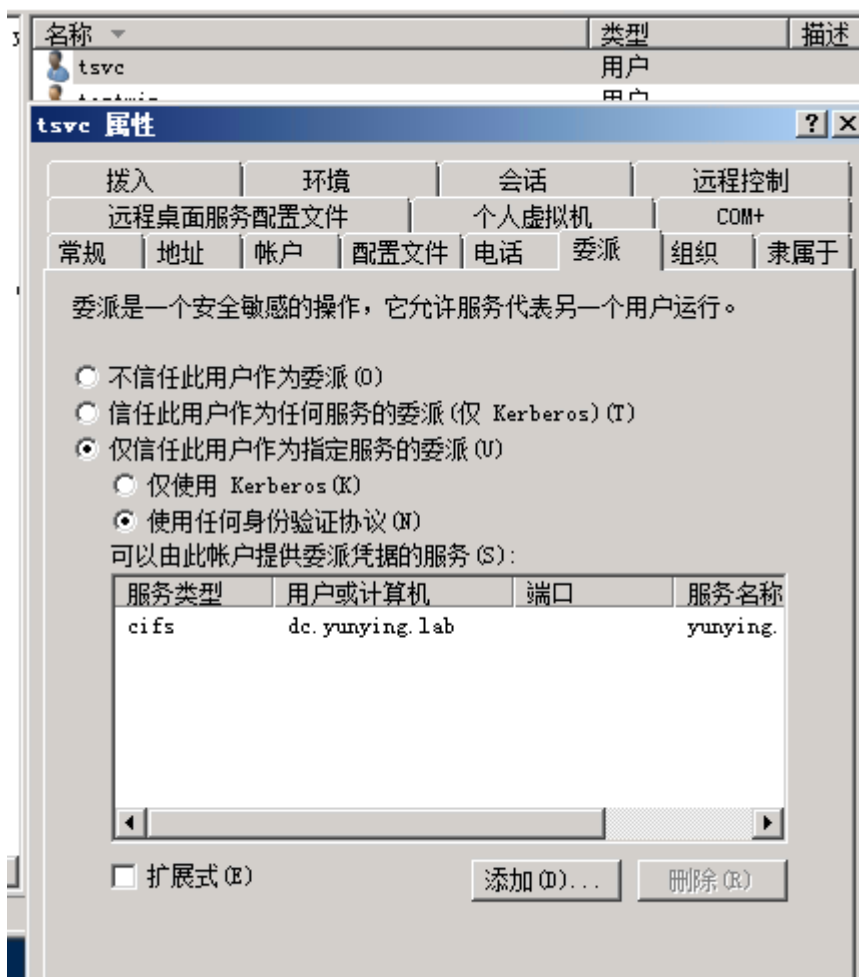 名称 类型 描述
tsvc 用户
tsvc 属性
拨入 环境 会话 远程控制
远程桌面服务配置文件 个人虚拟机 COM+
常规 地址 帐户 配置文件 电话 委派 组织 隶属于
委派是一个安全敏感的操作，它允许服务代表另一个用户运行。
不信任此用户作为委派(O)
信任此用户作为任何服务的委派(仅 Kerberos)(T)
仅信任此用户作为指定服务的委派(U)
仅使用 Kerberos(K)
使用任何身份验证协议(N)
可以由此帐户提供委派凭据的服务(S):
服务类型 用户或计算机 端口 服务名称
cifs dc.yunying.lab yunying.
扩展式(E) 添加(D)... 删除(R)